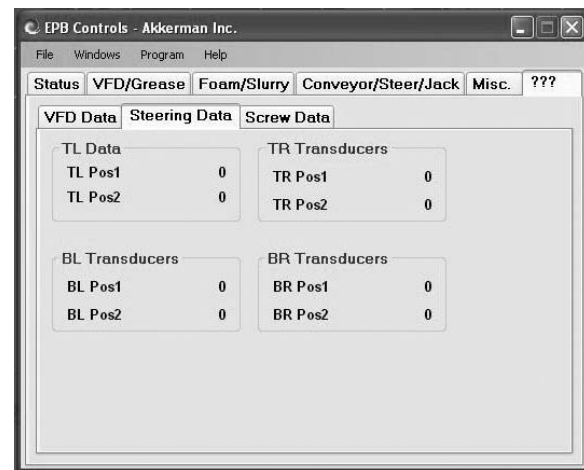 EPB Controls - Akkerman Inc.
File Windows Program Help
Status VFD/Grease Foam/Slurry Conveyor/Steer/Jack Misc. ???
VFD Data Steering Data Screw Data
TL Data
TL Pos1 0
TL Pos2 0
TR Transducers
TR Pos1 0
TR Pos2 0
BL Transducers
BL Pos1 0
BL Pos2 0
BR Transducers
BR Pos1 0
BR Pos2 0